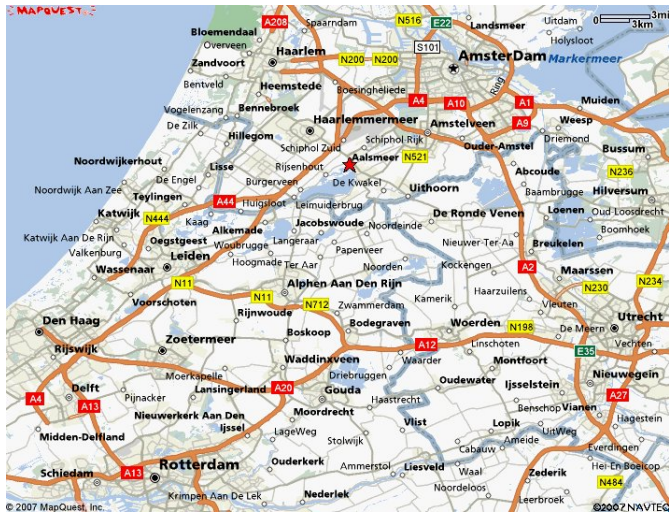 MAPQUEST
A208
Spaarndam
N516
E22
Landsmeer
Uitdam
0 3mi
3km
Bloemendaal
Holysloot
Overveen
Haarlem
S101
AmsterDam
Markermeer
Zandvoort
N200
N200
Bentveld
Heemstede
Boesingheliede
Ring
Vogelenzang
Bennebroek
A4
A10
A1
Muiden
De Zilk
Haarlemmermeer
Amstelveen
A9
Weesp
Hillegom
Schiphol Rijk
Driemond
Schiphol Zuid
Ouder-Amstel
Bussum
Noordwijkerhout
Lisse
Rijsenhout
Aalsmeer
N521
Abcoude
N236
De Engel
Burgerveen
De Kwakel
Uithoorn
Baambrugge
Hilversum
Noordwijk Aan Zee
Teylingen
A44
Huigsloot
Leimuiderbrug
De Ronde Venen
Loenen
Oud-Loosdrecht
Katwijk
N444
Kaag
Alkemade
Jacobswoude
Noordeinde
Boomhoek
Katwijk Aan De Rijn
Oegstgeest
Woubrugge
Langeraar
Papenveer
Nieuwer-Ter-Aa
Breukelen
Valkenburg
Leiden
Hoogmade
Ter Aar
Noorden
Kockengen
A2
Maarssen
Wassenaar
N11
Alphen Aan Den Rijn
Haarzuilens
N230
N234
Voorschoten
N11
N712
Zwammerdam
Kamerik
Vleuten
Utrecht
Den Haag
Rijnwoude
Bodegraven
Woerden
N198
De Meern
Zoetermeer
Boskoop
A12
Linschoten
E35
Vechten
Rijswijk
Waddinxveen
Waarder
Montfoort
Moerkapelle
Driebruggen
Oudewater
Ijsselstein
Nieuwegein
A4
Delft
Lansingerland
A20
Gouda
Haastrecht
A27
A13
Pijnacker
Moordrecht
Benschop
Vianen
Nieuwerkerk Aan Den
Ijssel
Vlist
Lopik
UitWeg
Hagestein
Midden-Delfland
LageWeg
Stolwijk
Ameide
Everdingen
Cabauw
A13
Rotterdam
Ouderkerk
Ammerstol
Liesveld
Waal
Zederik
Hei-En Boeicop
Schiedam
Noordeloos
N484
Krimpen Aan De Lek
Nederlek
Leerbroek
© 2007 MapQuest, Inc.
©2007 NAVTEQ